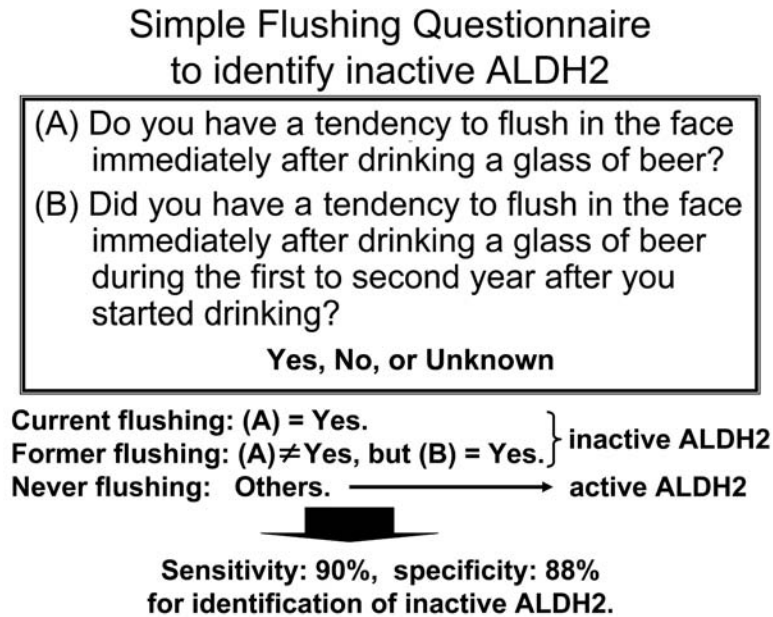 Simple Flushing Questionnaire
to identify inactive ALDH2
(A) Do you have a tendency to flush in the face
immediately after drinking a glass of beer?
(B) Did you have a tendency to flush in the face
immediately after drinking a glass of beer
during the first to second year after you
started drinking?
Yes, No, or Unknown
Current flushing: (A) = Yes.
Former flushing: (A)≠Yes, but (B) = Yes.
inactive ALDH2
Never flushing: Others. active ALDH2
Sensitivity: 90%, specificity: 88%
for identification of inactive ALDH2.